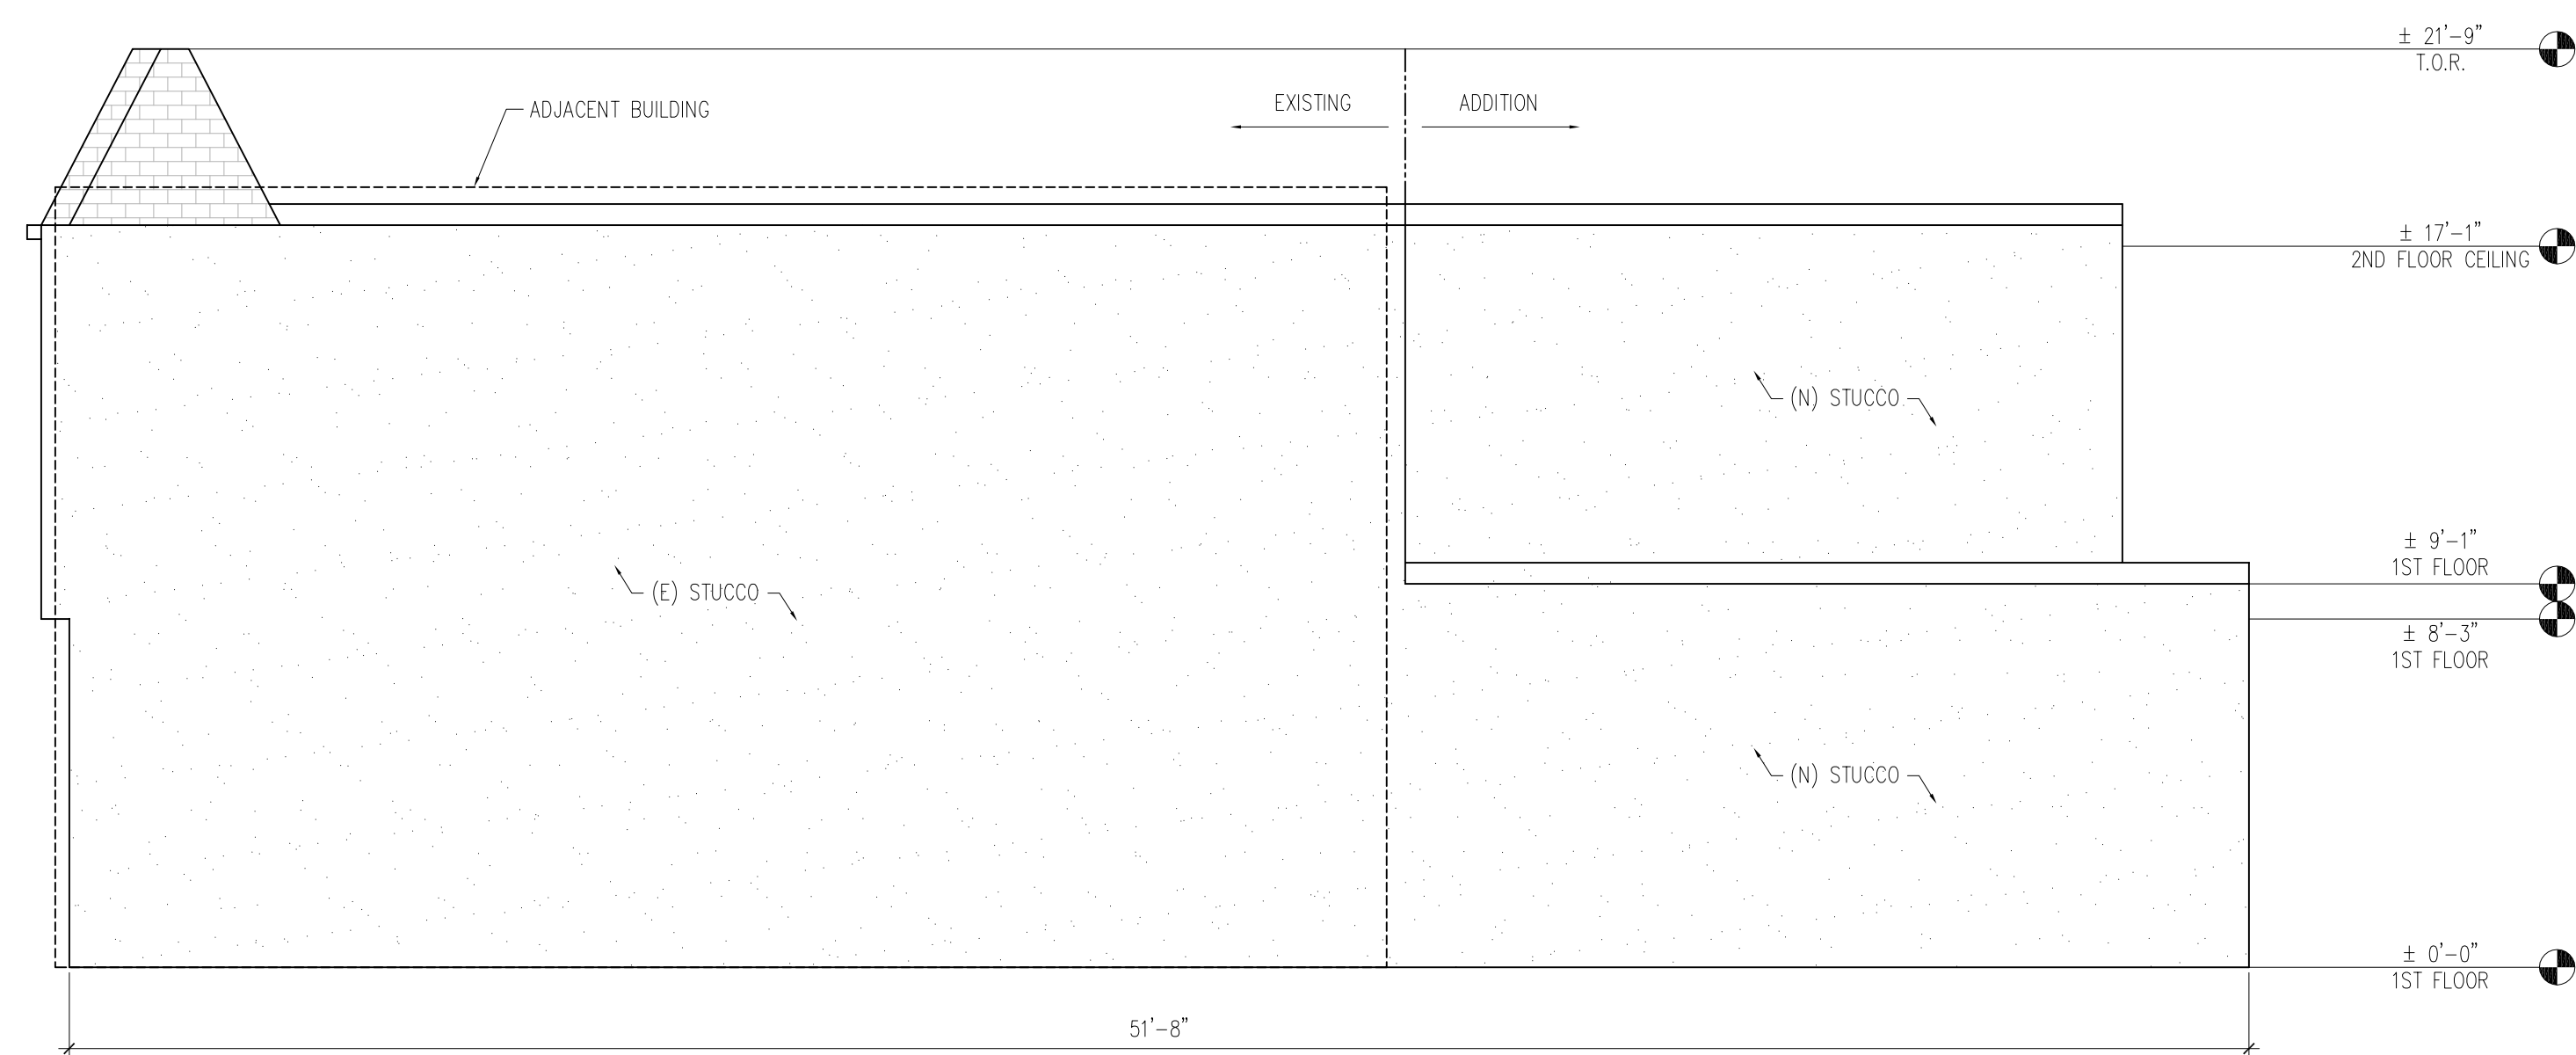 ± 21'-9"
T.O.R.
ADJACENT BUILDING
EXISTING
ADDITION
± 17'-1"
2ND FLOOR CEILING
(N) STUCCO
± 9'-1"
1ST FLOOR
(E) STUCCO
± 8'-3"
1ST FLOOR
(N) STUCCO
± 0'-0"
1ST FLOOR
51'-8"